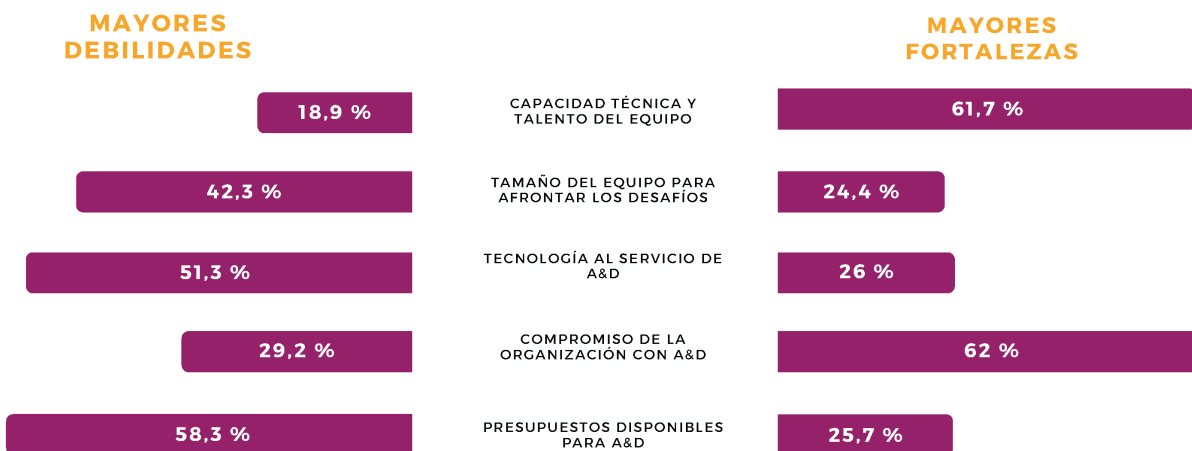 MAYORES
DEBILIDADES
MAYORES
FORTALEZAS
18,9 %
CAPACIDAD TÉCNICA Y
TALENTO DEL EQUIPO
61,7 %
42,3 %
TAMAÑO DEL EQUIPO PARA
AFRONTAR LOS DESAFÍOS
24,4 %
51,3 %
TECNOLOGÍA AL SERVICIO DE
A&D
26 %
29,2 %
COMPROMISO DE LA
ORGANIZACIÓN CON A&D
62 %
58,3 %
PRESUPUESTOS DISPONIBLES
PARA A&D
25,7 %